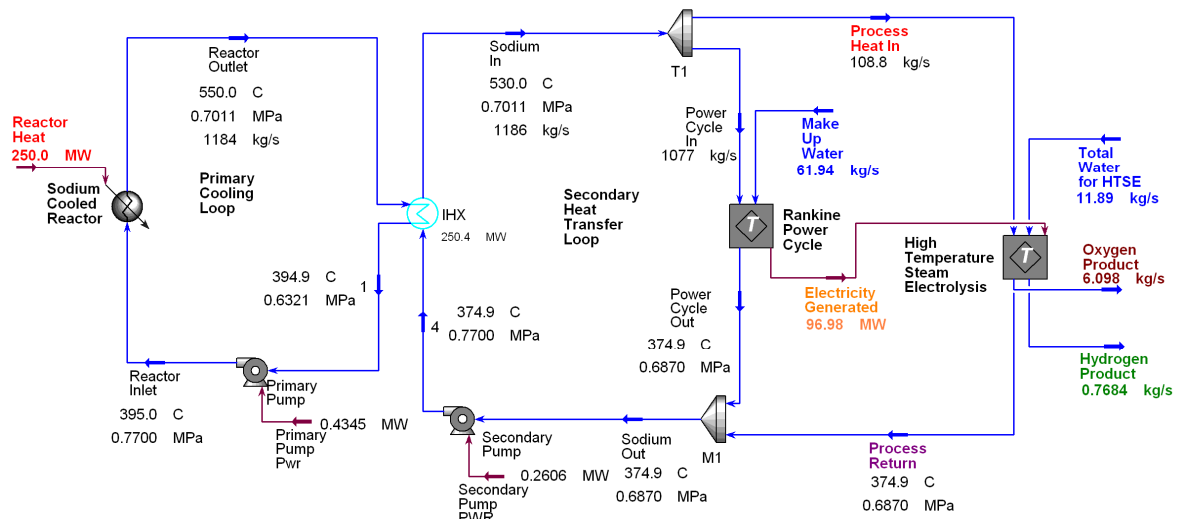 Reactor
Heat
250.0 MW
Sodium
Cooled
Reactor
Reactor
Outlet
550.0 C
0.7011 MPa
1184 kg/s
Primary
Cooling
Loop
394.9 C
0.6321 MPa
1
Reactor
Inlet
395.0 C
0.7700 MPa
Primary
Pump
0.4345 MW
Primary
Pump
Pwr
IHX
250.4 MW
Sodium
In
530.0 C
0.7011 MPa
1186 kg/s
Secondary
Heat
Transfer
Loop
374.9 C
0.7700 MPa
4
Secondary
Pump
0.2606 MW
Secondary
Pump
PWR
Sodium
Out
374.9 C
0.6870 MPa
T1
Power
Cycle
In
1077 kg/s
Make
Up
Water
61.94 kg/s
T
Rankine
Power
Cycle
Electricity
Generated
96.98 MW
Power
Cycle
Out
374.9 C
0.6870 MPa
M1
Process
Heat In
108.8 kg/s
Total
Water
for HTSE
11.89 kg/s
High
Temperature
Steam
Electrolysis
T
Oxygen
Product
6.098 kg/s
Hydrogen
Product
0.7684 kg/s
Process
Return
374.9 C
0.6870 MPa